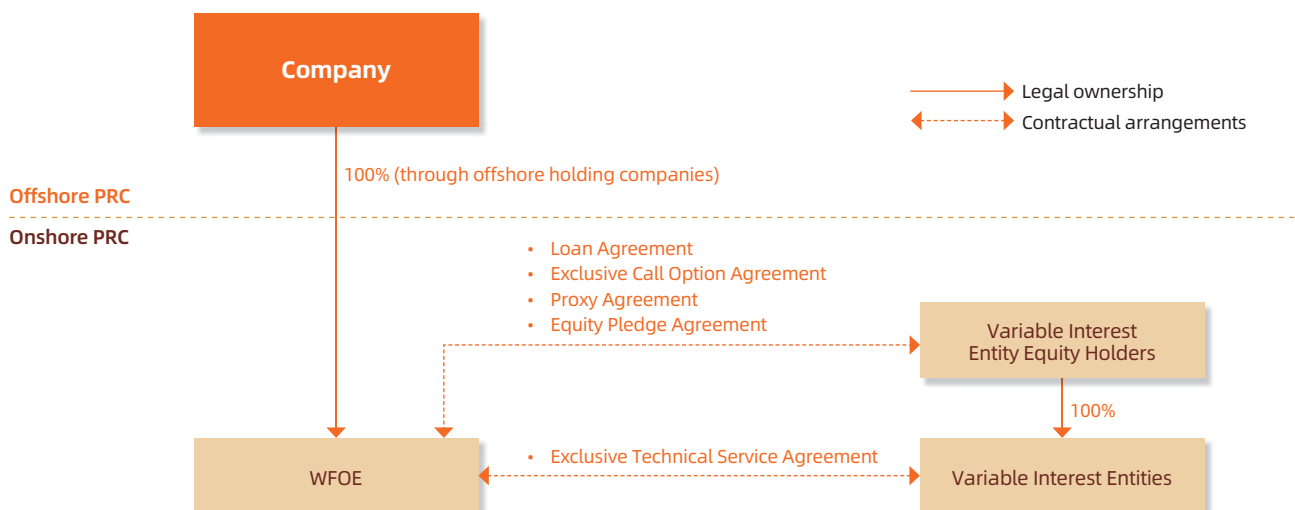 Company
Legal ownership
Contractual arrangements
100% (through offshore holding companies)
Offshore PRC
Onshore PRC
• Loan Agreement
• Exclusive Call Option Agreement
• Proxy Agreement
• Equity Pledge Agreement
Variable Interest
Entity Equity Holders
100%
• Exclusive Technical Service Agreement
WFOE
Variable Interest Entities